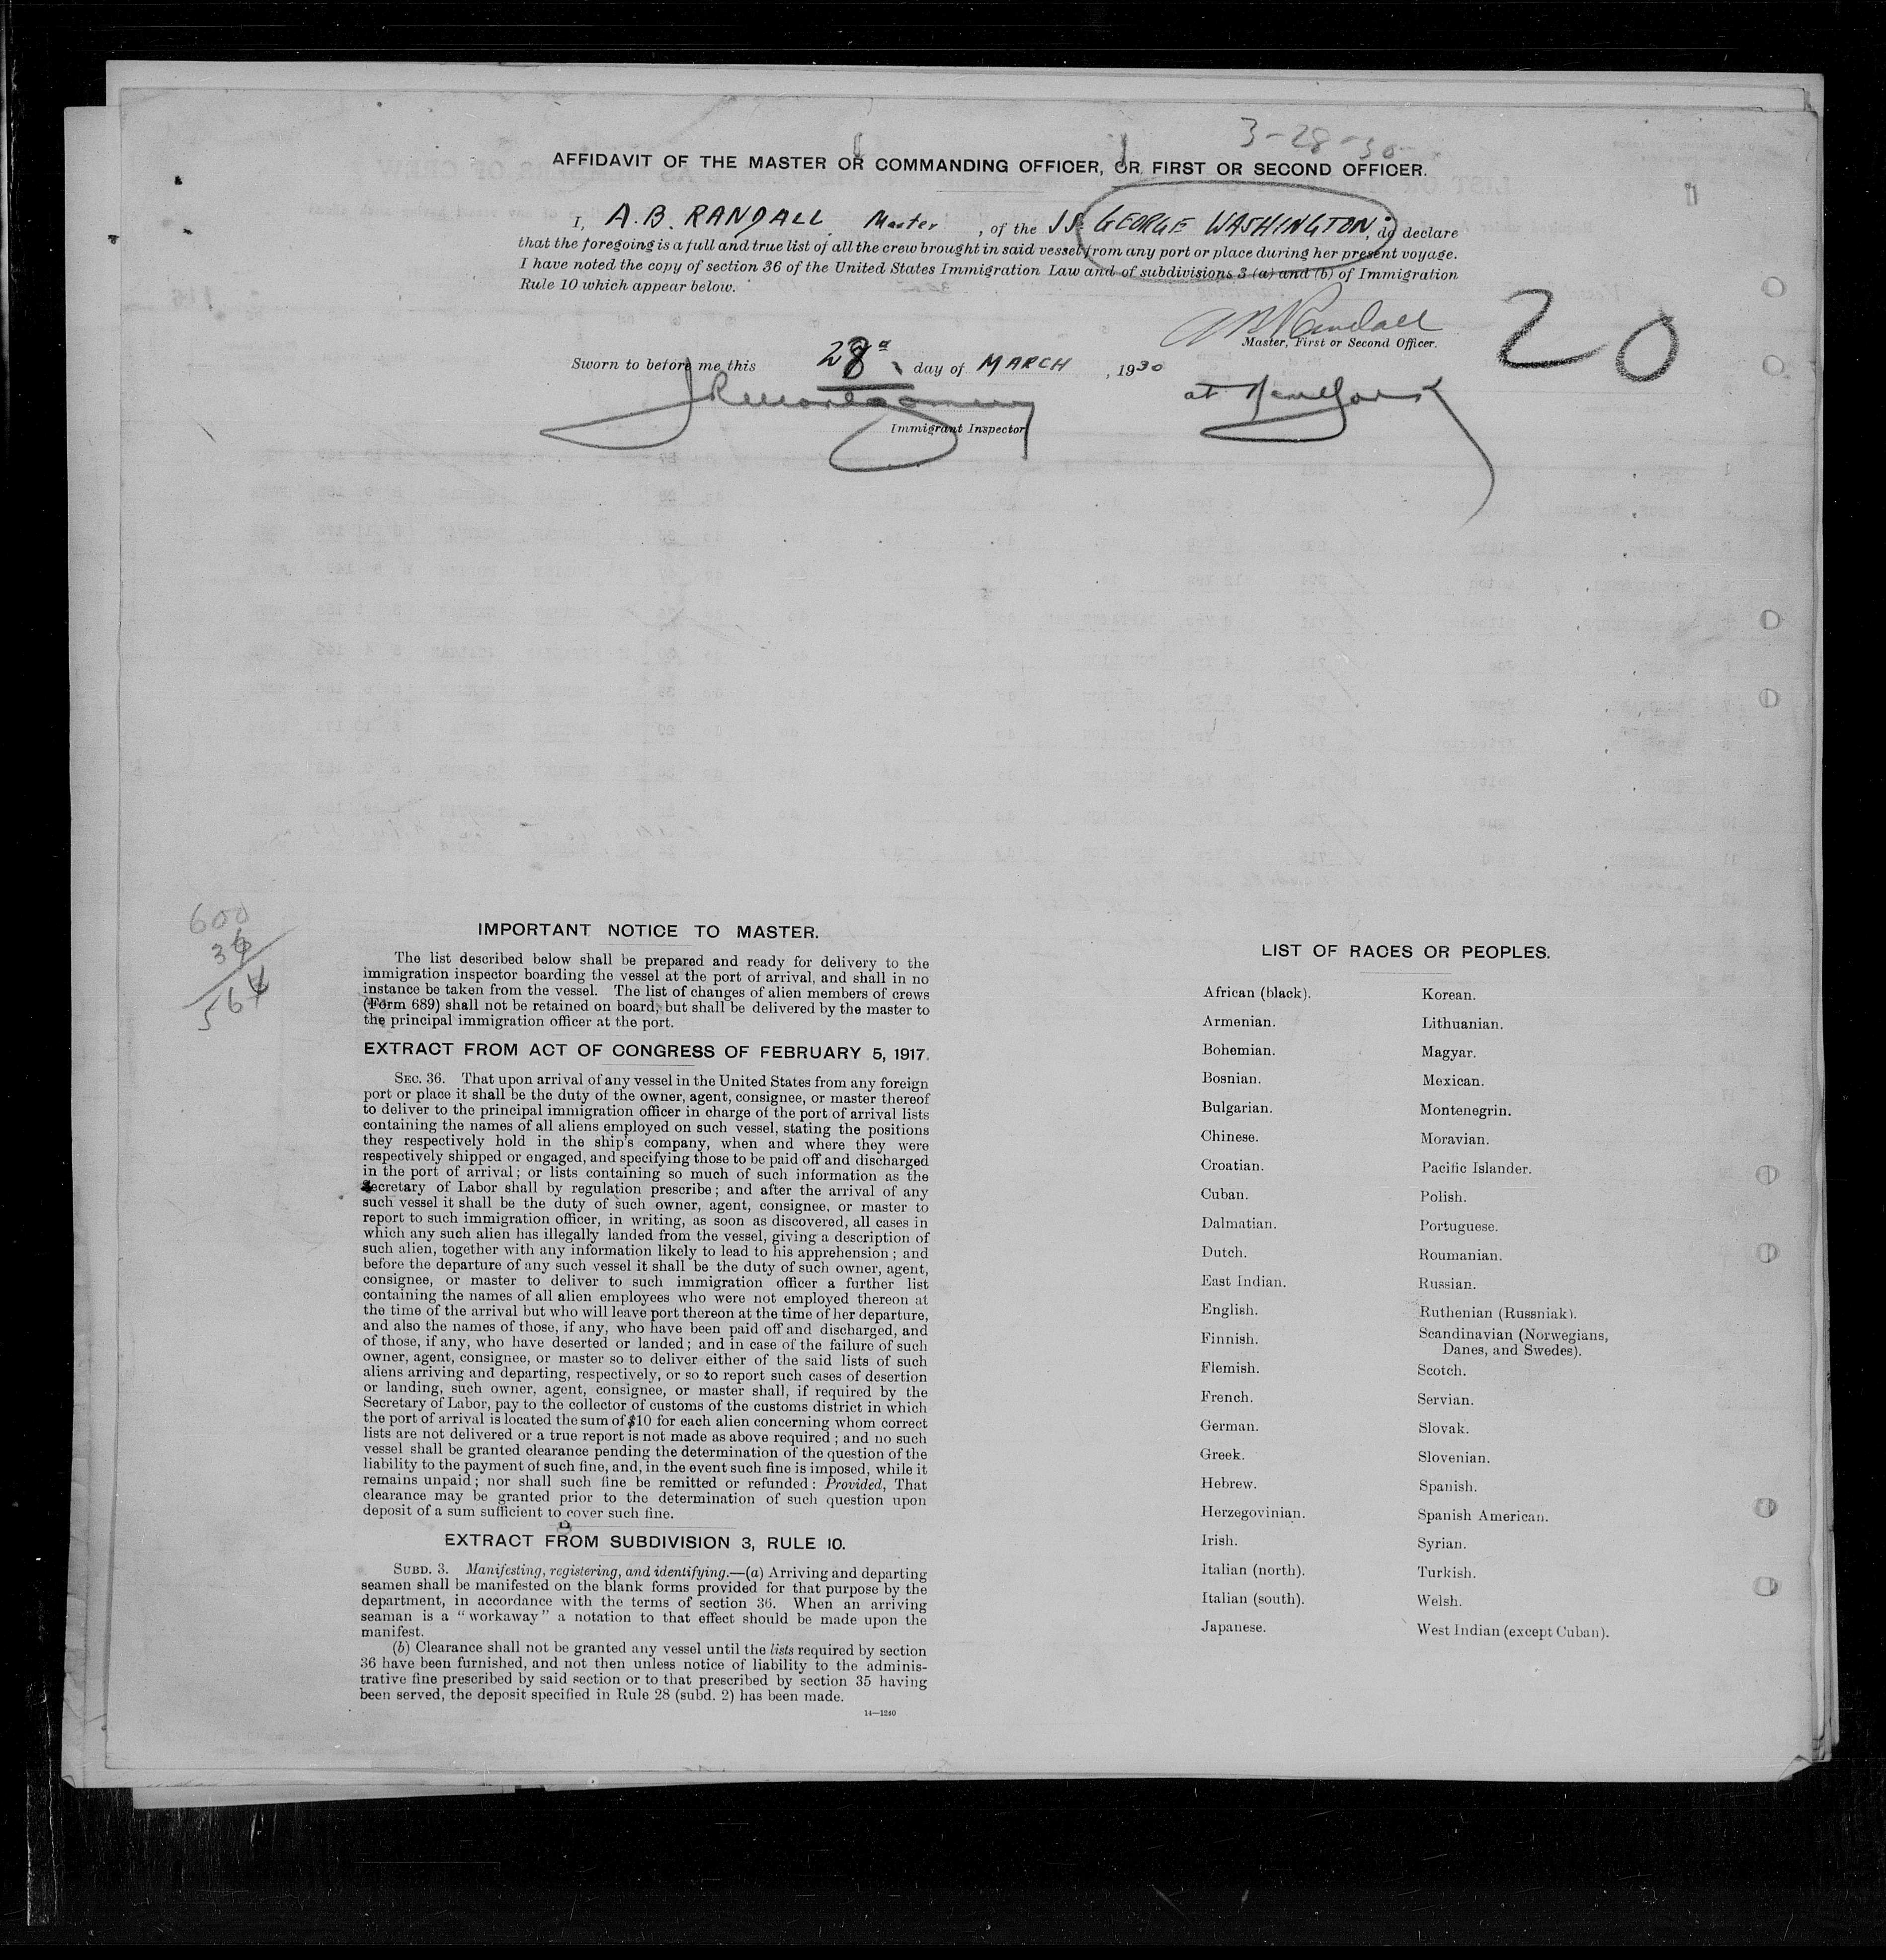 3-28-30
AFFIDAVIT OF THE MASTER OR COMMANDING OFFICER, OR FIRST OR SECOND OFFICER.
I, A. B. RANDALL, Master, of the SS. GEORGE WASHINGTON, do declare
that the foregoing is a full and true list of all the crew brought in said vessel from any port or place during her present voyage.
I have noted the copy of section 36 of the United States Immigration Law and of subdivisions 3 (a) and (b) of Immigration
Rule 10 which appear below.
A B Randall
Master, First or Second Officer.
20
Sworn to before me this 28 day of MARCH, 1930
at New York
J R Montgomery
Immigrant Inspector
600
36
564
IMPORTANT NOTICE TO MASTER.
The list described below shall be prepared and ready for delivery to the
immigration inspector boarding the vessel at the port of arrival, and shall in no
instance be taken from the vessel. The list of changes of alien members of crews
(Form 689) shall not be retained on board, but shall be delivered by the master to
the principal immigration officer at the port.
EXTRACT FROM ACT OF CONGRESS OF FEBRUARY 5, 1917.
SEC. 36. That upon arrival of any vessel in the United States from any foreign
port or place it shall be the duty of the owner, agent, consignee, or master thereof
to deliver to the principal immigration officer in charge of the port of arrival lists
containing the names of all aliens employed on such vessel, stating the positions
they respectively hold in the ship's company, when and where they were
respectively shipped or engaged, and specifying those to be paid off and discharged
in the port of arrival; or lists containing so much of such information as the
Secretary of Labor shall by regulation prescribe; and after the arrival of any
such vessel it shall be the duty of such owner, agent, consignee, or master to
report to such immigration officer, in writing, as soon as discovered, all cases in
which any such alien has illegally landed from the vessel, giving a description of
such alien, together with any information likely to lead to his apprehension; and
before the departure of any such vessel it shall be the duty of such owner, agent,
consignee, or master to deliver to such immigration officer a further list
containing the names of all alien employees who were not employed thereon at
the time of the arrival but who will leave port thereon at the time of her departure,
and also the names of those, if any, who have been paid off and discharged, and
of those, if any, who have deserted or landed; and in case of the failure of such
owner, agent, consignee, or master so to deliver either of the said lists of such
aliens arriving and departing, respectively, or so to report such cases of desertion
or landing, such owner, agent, consignee, or master shall, if required by the
Secretary of Labor, pay to the collector of customs of the customs district in which
the port of arrival is located the sum of $10 for each alien concerning whom correct
lists are not delivered or a true report is not made as above required; and no such
vessel shall be granted clearance pending the determination of the question of the
liability to the payment of such fine, and, in the event such fine is imposed, while it
remains unpaid; nor shall such fine be remitted or refunded: Provided, That
clearance may be granted prior to the determination of such question upon
deposit of a sum sufficient to cover such fine.
EXTRACT FROM SUBDIVISION 3, RULE 10.
SUBD. 3. Manifesting, registering, and identifying.—(a) Arriving and departing
seamen shall be manifested on the blank forms provided for that purpose by the
department, in accordance with the terms of section 36. When an arriving
seaman is a "workaway" a notation to that effect should be made upon the
manifest.
(b) Clearance shall not be granted any vessel until the lists required by section
36 have been furnished, and not then unless notice of liability to the adminis-
trative fine prescribed by said section or to that prescribed by section 35 having
been served, the deposit specified in Rule 28 (subd. 2) has been made.
14—1240
LIST OF RACES OR PEOPLES.
African (black).
Armenian.
Bohemian.
Bosnian.
Bulgarian.
Chinese.
Croatian.
Cuban.
Dalmatian.
Dutch.
East Indian.
English.
Finnish.
Flemish.
French.
German.
Greek.
Hebrew.
Herzegovinian.
Irish.
Italian (north).
Italian (south).
Japanese.
Korean.
Lithuanian.
Magyar.
Mexican.
Montenegrin.
Moravian.
Pacific Islander.
Polish.
Portuguese.
Roumanian.
Russian.
Ruthenian (Russniak).
Scandinavian (Norwegians,
Danes, and Swedes).
Scotch.
Servian.
Slovak.
Slovenian.
Spanish.
Spanish American.
Syrian.
Turkish.
Welsh.
West Indian (except Cuban).